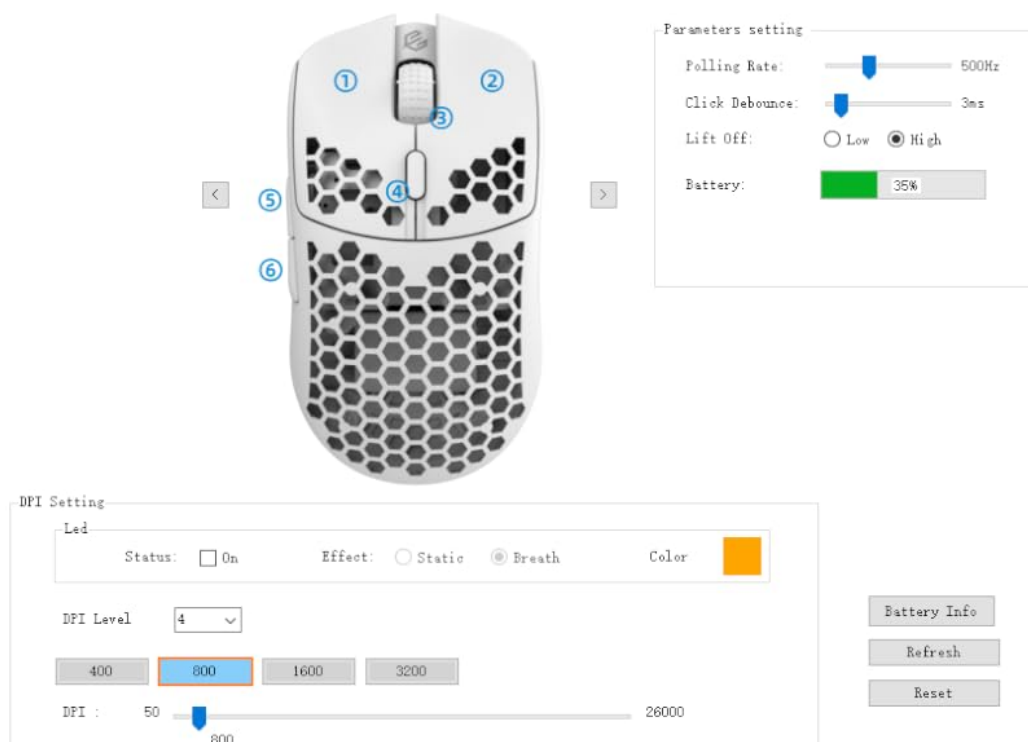 Parameters setting
Polling Rate: 500Hz
Click Debounce: 3ms
Lift Off: Low High
Battery: 35%
①
②
③
④
⑤
⑥
<
>
DPI Setting
Led
Status: On Effect: Static Breath Color
DPI Level 4
400 800 1600 3200
DPI : 50 26000
800
Battery Info
Refresh
Reset